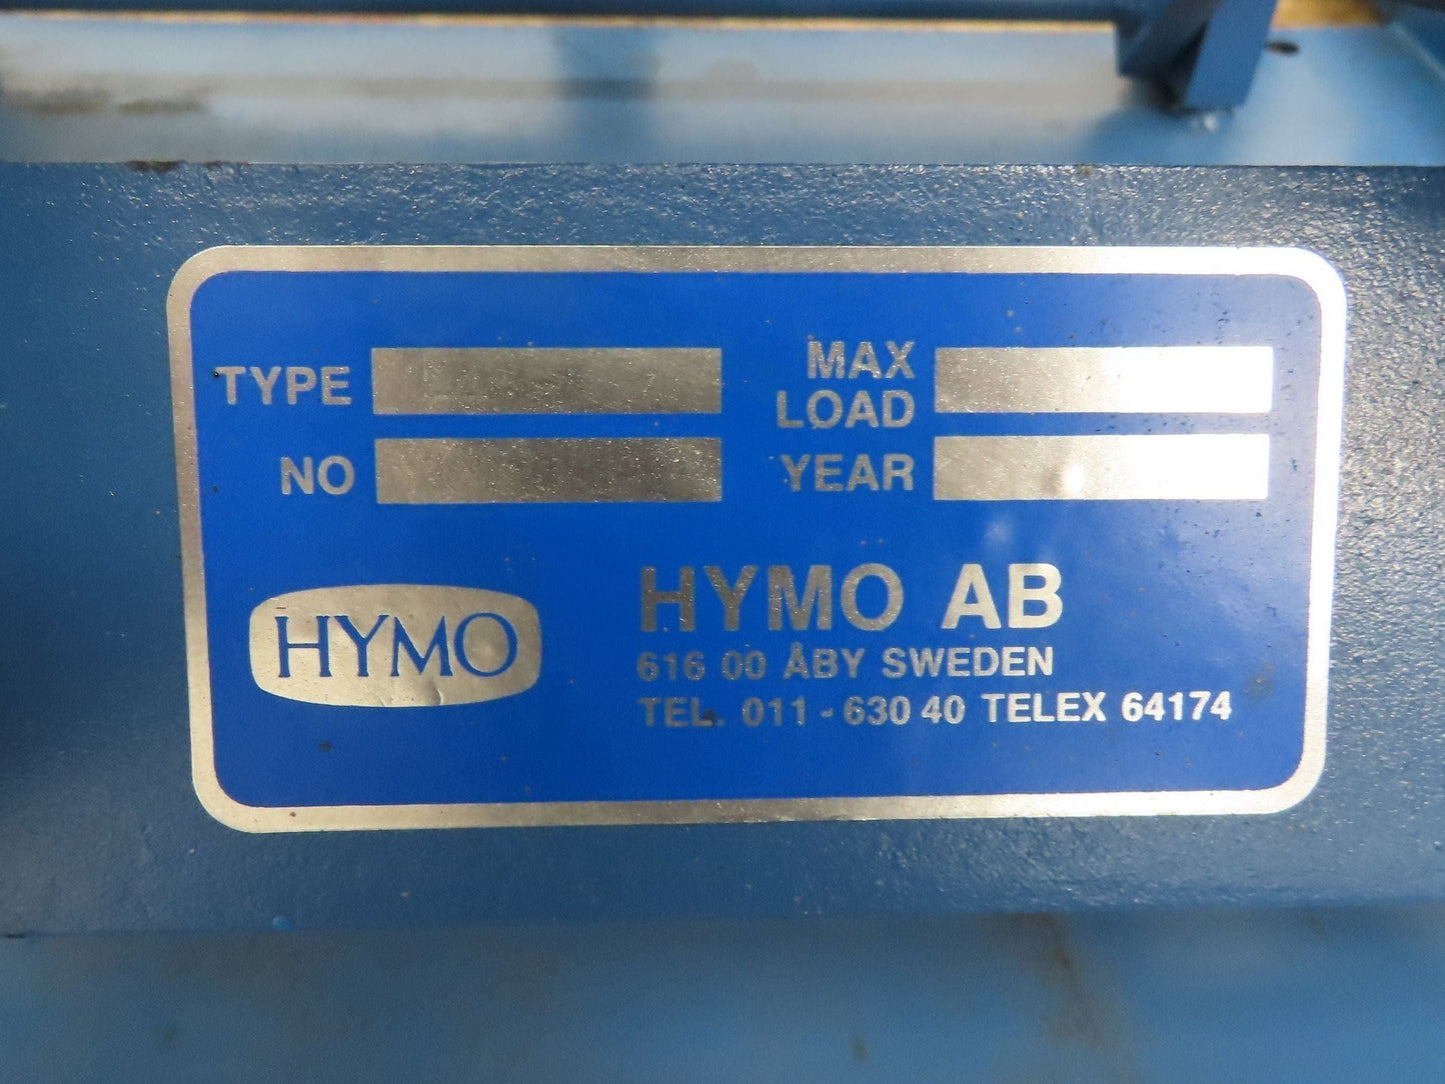 TYPE
MAX
LOAD
NO
YEAR
HYMO
HYMO AB
616 00 ÅBY SWEDEN
TEL. 011 - 630 40 TELEX 64174